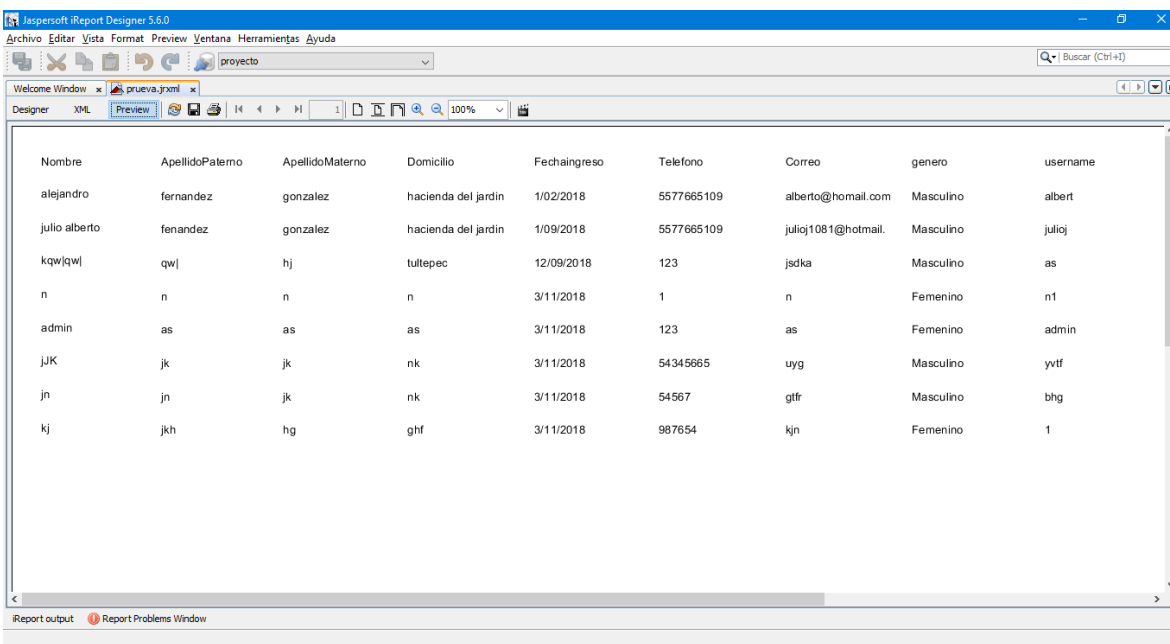 Jaspersoft iReport Designer 5.6.0
Archivo Editar Vista Format Preview Ventana Herramientas Ayuda
proyecto Buscar (Ctrl+I)
Welcome Window prueva.jrxml
Designer XML Preview 1 100%
Nombre ApellidoPaterno ApellidoMaterno Domicilio Fechaingreso Telefono Correo genero username
alejandro fernandez gonzalez hacienda del jardin 1/02/2018 5577665109 alberto@homail.com Masculino albert
julio alberto fenandez gonzalez hacienda del jardin 1/09/2018 5577665109 julioj1081@hotmail. Masculino julioj
kqw|qw| qw| hj tultepec 12/09/2018 123 jsdka Masculino as
n n n n 3/11/2018 1 n Femenino n1
admin as as as 3/11/2018 123 as Femenino admin
jJK jk jk nk 3/11/2018 54345665 uyg Masculino yvtf
jn jn jk nk 3/11/2018 54567 gtfr Masculino bhg
kj jkh hg ghf 3/11/2018 987654 kjn Femenino 1
iReport output Report Problems Window